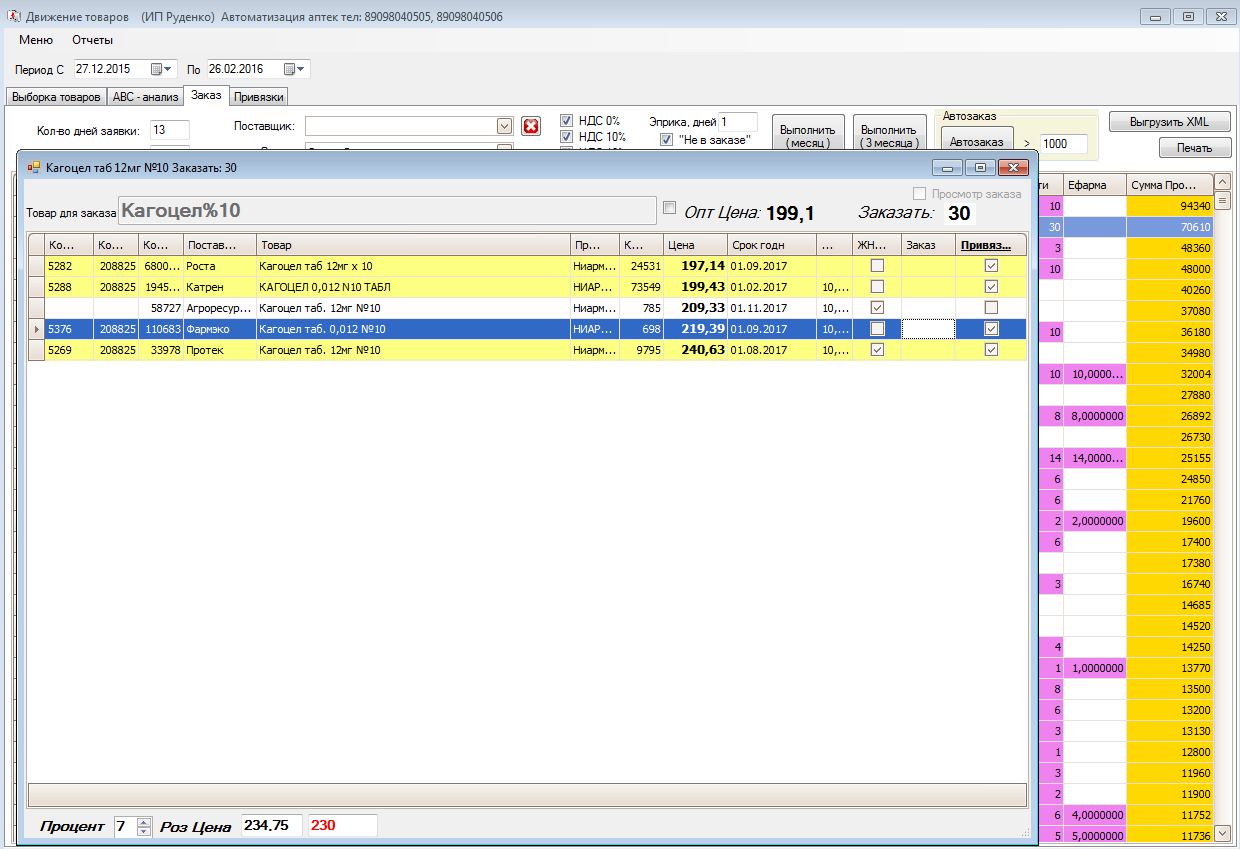 Движение товаров (ИП Руденко) Автоматизация аптек тел: 89098040505, 89098040506
Меню Отчеты
Период С 27.12.2015 По 26.02.2016
Выборка товаров АВС - анализ Заказ Привязки
Кол-во дней заявки: 13 Поставщик: НДС 0% Эприка, дней 1 Автозаказ Выгрузить XML
НДС 10% "Не в заказе" Выполнить (месяц) Выполнить (3 месяца) Автозаказ > 1000 Печать
Кагоцел таб 12мг №10 Заказать: 30
Товар для заказа Кагоцел%10 Опт Цена: 199,1 Просмотр заказа
Заказать: 30
Ко... Ко... Ко... Постав... Товар Пр... К... Цена Срок годн ... ЖН... Заказ Привяз...
5282 208825 6800... Роста Кагоцел таб 12мг х 10 Ниарм... 24531 197,14 01.09.2017
5288 208825 1945... Катрен КАГОЦЕЛ 0,012 N10 ТАБЛ НИАР... 73549 199,43 01.02.2017 10,...
58727 Агроресур... Кагоцел таб. 12мг №10 Ниарм... 785 209,33 01.11.2017 10,...
5376 208825 110683 Фармэко Кагоцел таб. 0,012 №10 НИАР... 698 219,39 01.09.2017 10,...
5269 208825 33978 Протек Кагоцел таб. 12мг №10 Ниарм... 9795 240,63 01.08.2017 10,...
ти Ефарма Сумма Про...
10 94340
30 70610
3 48360
10 48000
40260
37080
10 36180
34980
10 10,0000... 32004
27880
8 8,0000000 26892
26730
14 14,0000... 25155
6 24850
6 21760
2 2,0000000 19600
6 17400
17380
3 16740
14685
14520
4 14250
1 1,0000000 13770
8 13500
6 13200
3 13130
1 12800
3 11960
2 11900
6 4,0000000 11752
5 5,0000000 11736
Процент 7 Роз Цена 234,75 230